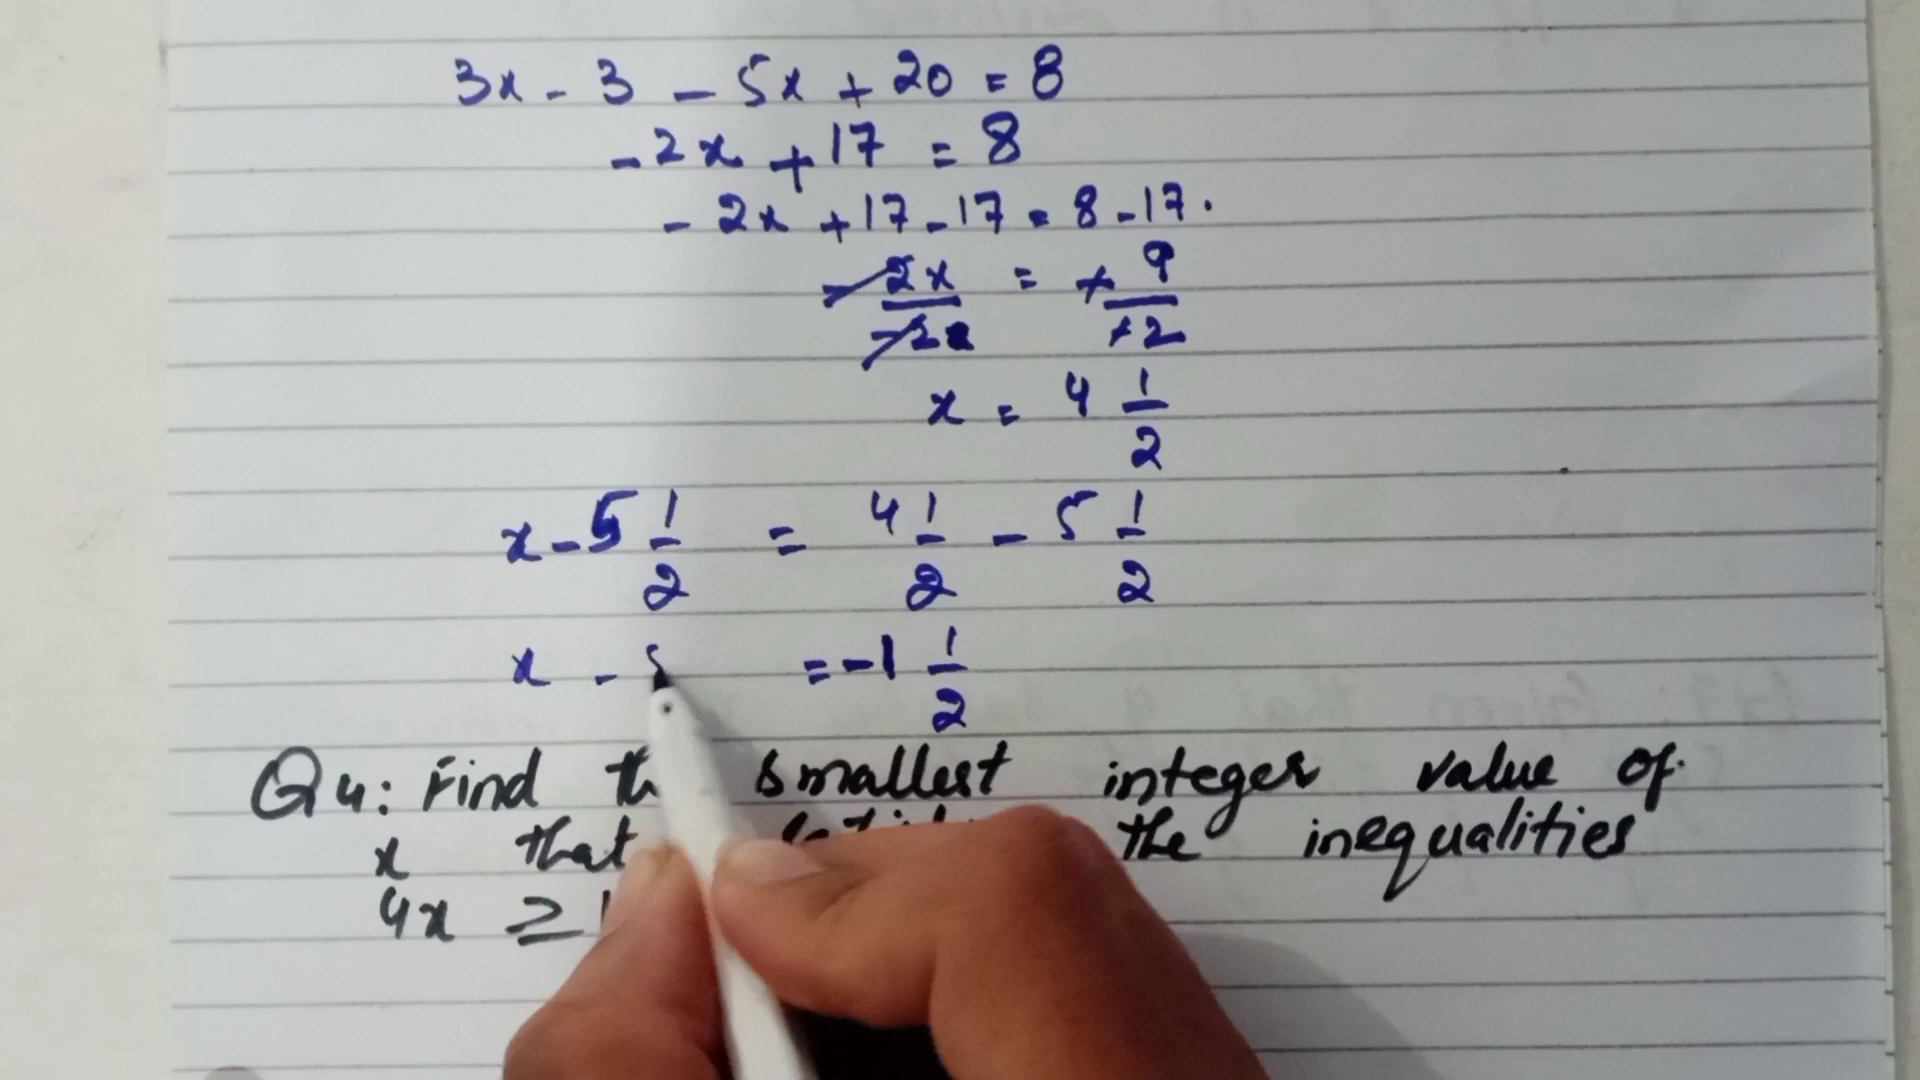 3x - 3 - 5x + 20 = 8
-2x + 17 = 8
- 2x + 17 - 17 = 8 - 17.
-2x/-2 = +9/+2
x = 4 1/2
x - 5 1/2 = 4 1/2 - 5 1/2
x - = -1 1/2
Q4: Find smallest integer value of.
x that the inequalities
4x ≥